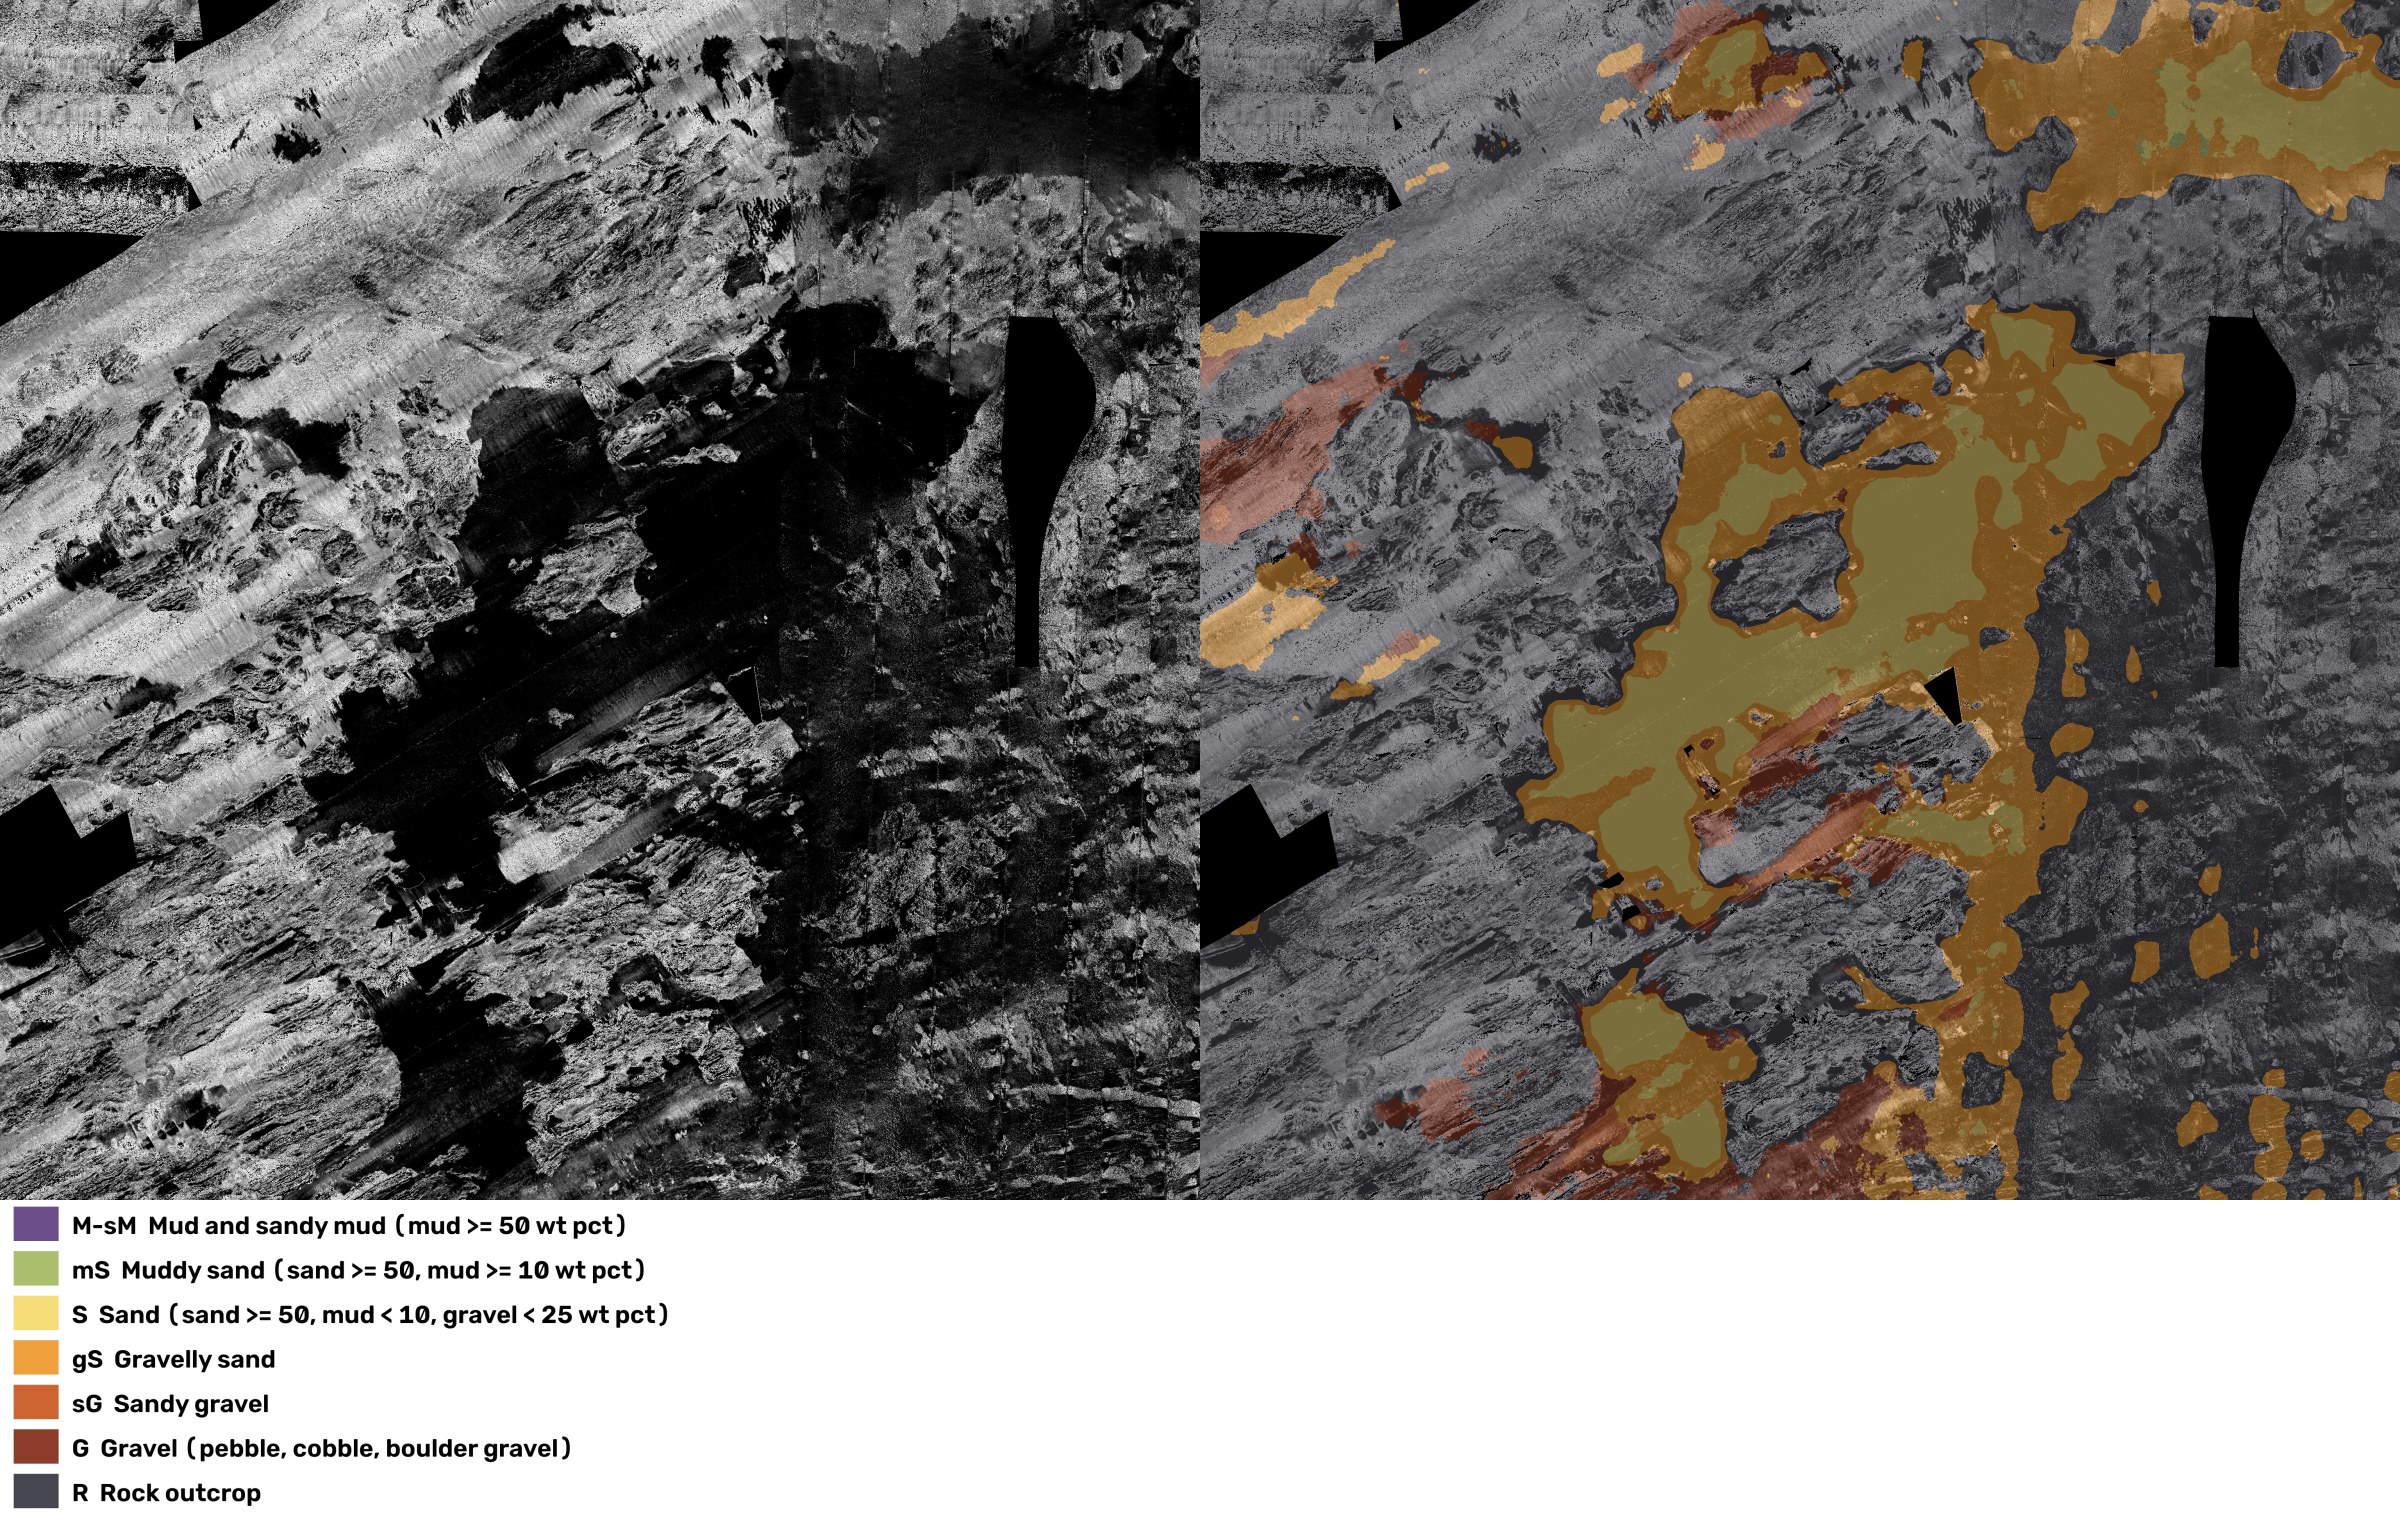 M-sM Mud and sandy mud (mud >= 50 wt pct)
mS Muddy sand (sand >= 50, mud >= 10 wt pct)
S Sand (sand >= 50, mud < 10, gravel < 25 wt pct)
gS Gravelly sand
sG Sandy gravel
G Gravel (pebble, cobble, boulder gravel)
R Rock outcrop